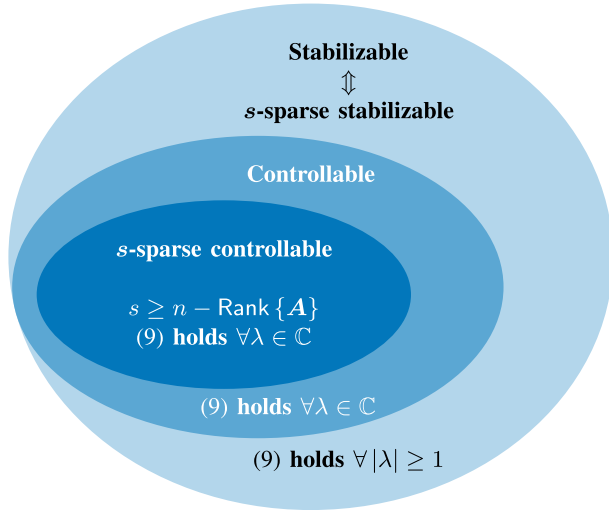 Stabilizable
⇕
s-sparse stabilizable
Controllable
s-sparse controllable
s ≥ n − Rank {A}
(9) holds ∀λ ∈ ℂ
(9) holds ∀λ ∈ ℂ
(9) holds ∀ |λ| ≥ 1